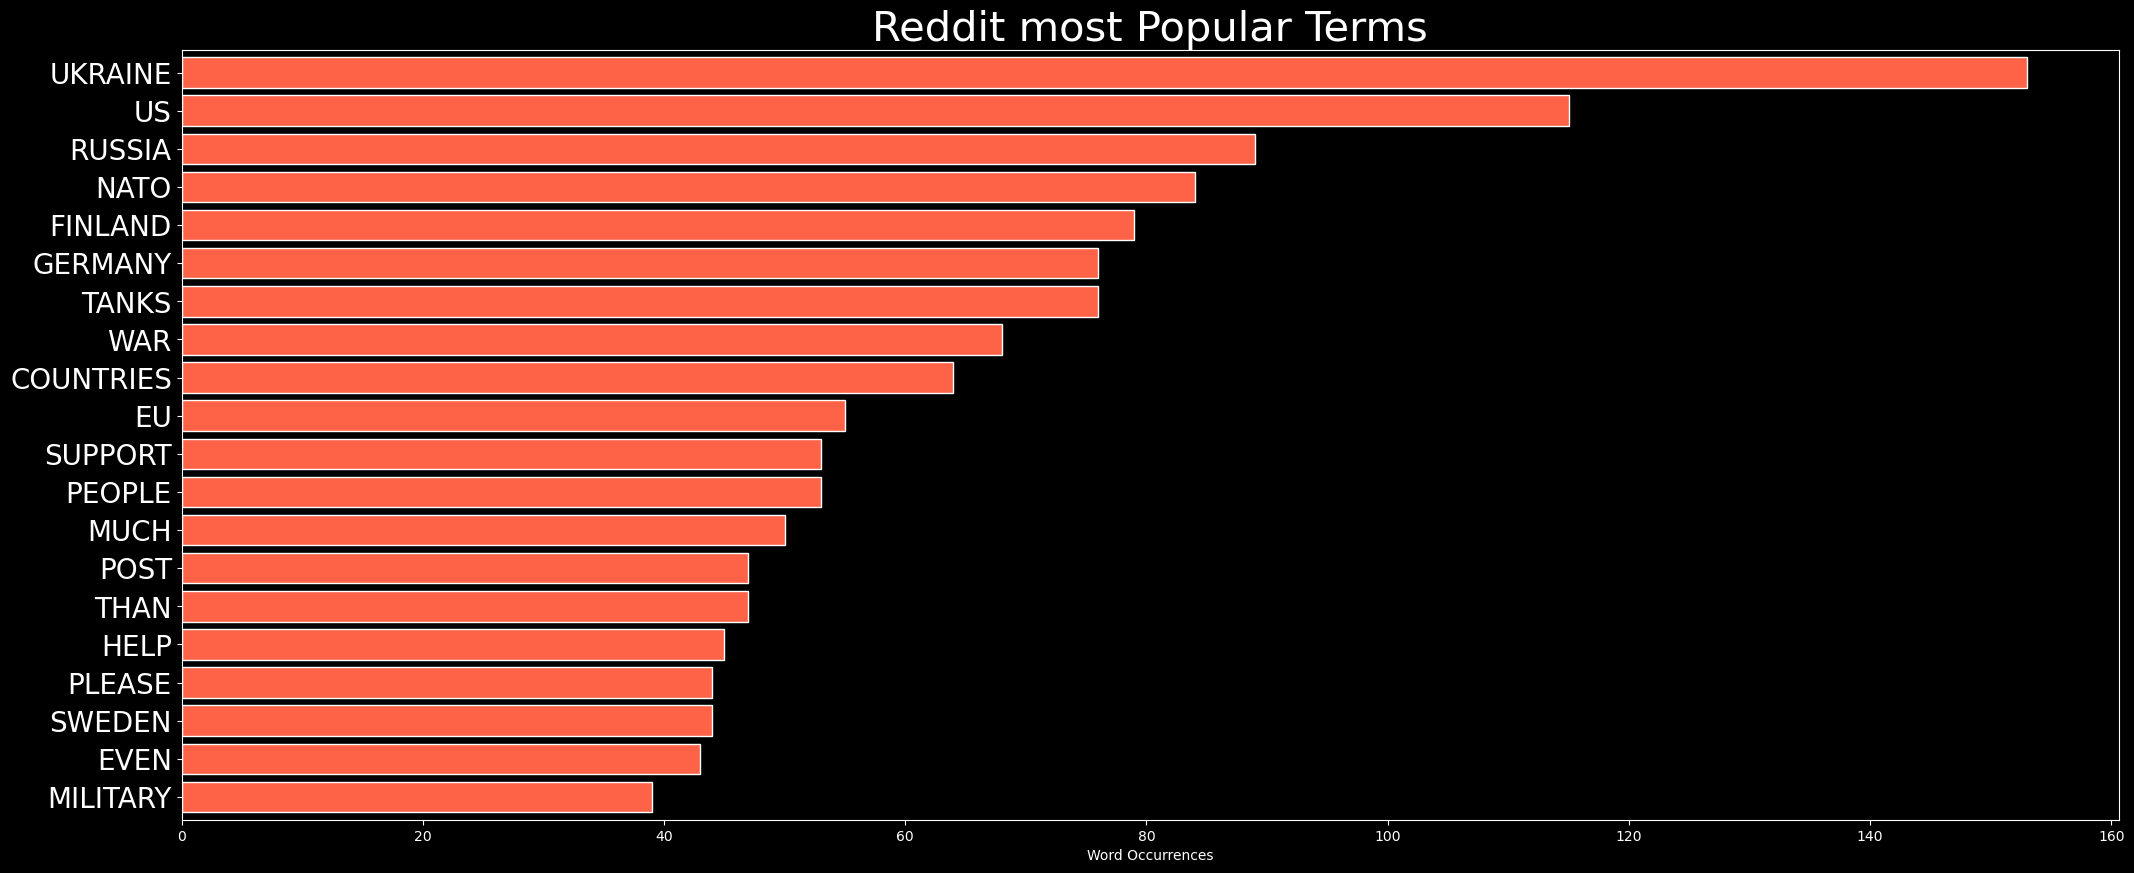 Reddit most Popular Terms
UKRAINE
US
RUSSIA
NATO
FINLAND
GERMANY
TANKS
WAR
COUNTRIES
EU
SUPPORT
PEOPLE
MUCH
POST
THAN
HELP
PLEASE
SWEDEN
EVEN
MILITARY
0 20 40 60 80 100 120 140 160
Word Occurrences